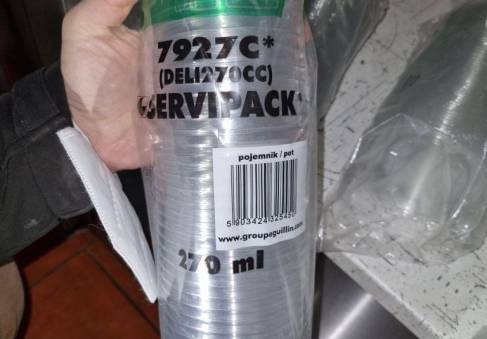 7927C*
(DELI270CC)
SERVIPACK
pojemnik / pot
www.groupeguillin.com
270 ml